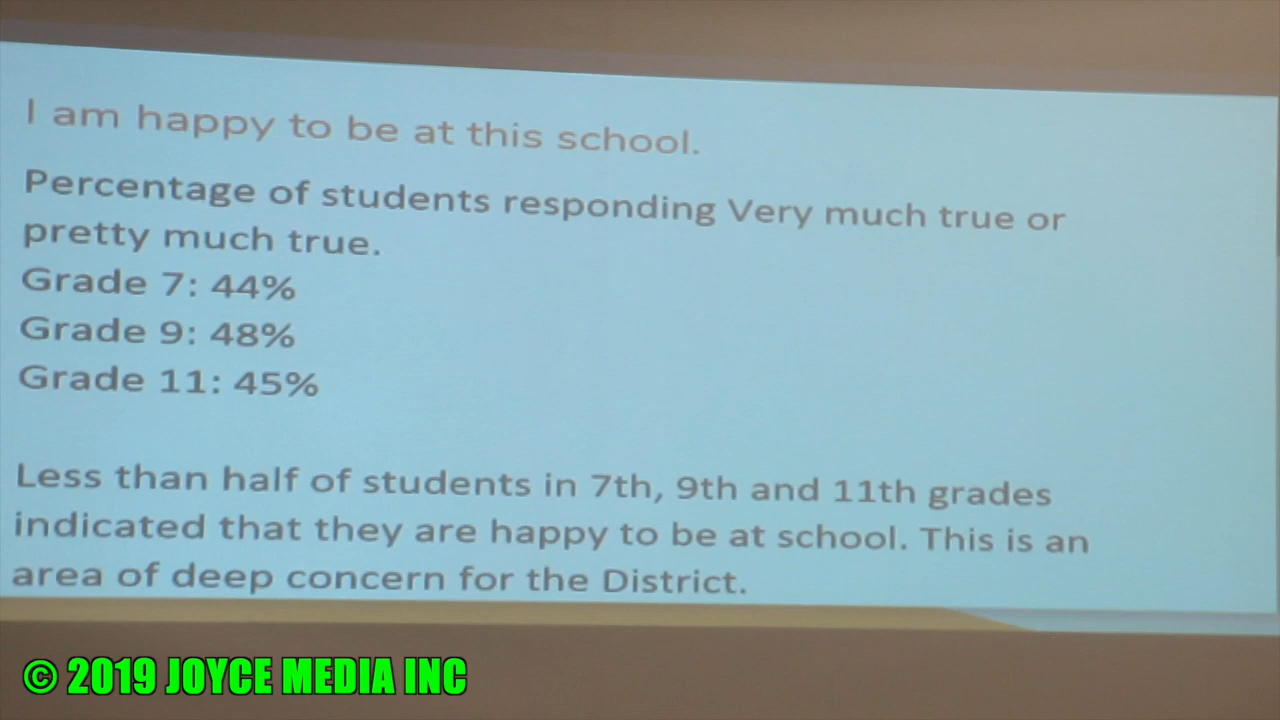 I am happy to be at this school.
Percentage of students responding Very much true or
pretty much true.
Grade 7: 44%
Grade 9: 48%
Grade 11: 45%
Less than half of students in 7th, 9th and 11th grades
indicated that they are happy to be at school. This is an
area of deep concern for the District.
© 2019 JOYCE MEDIA INC